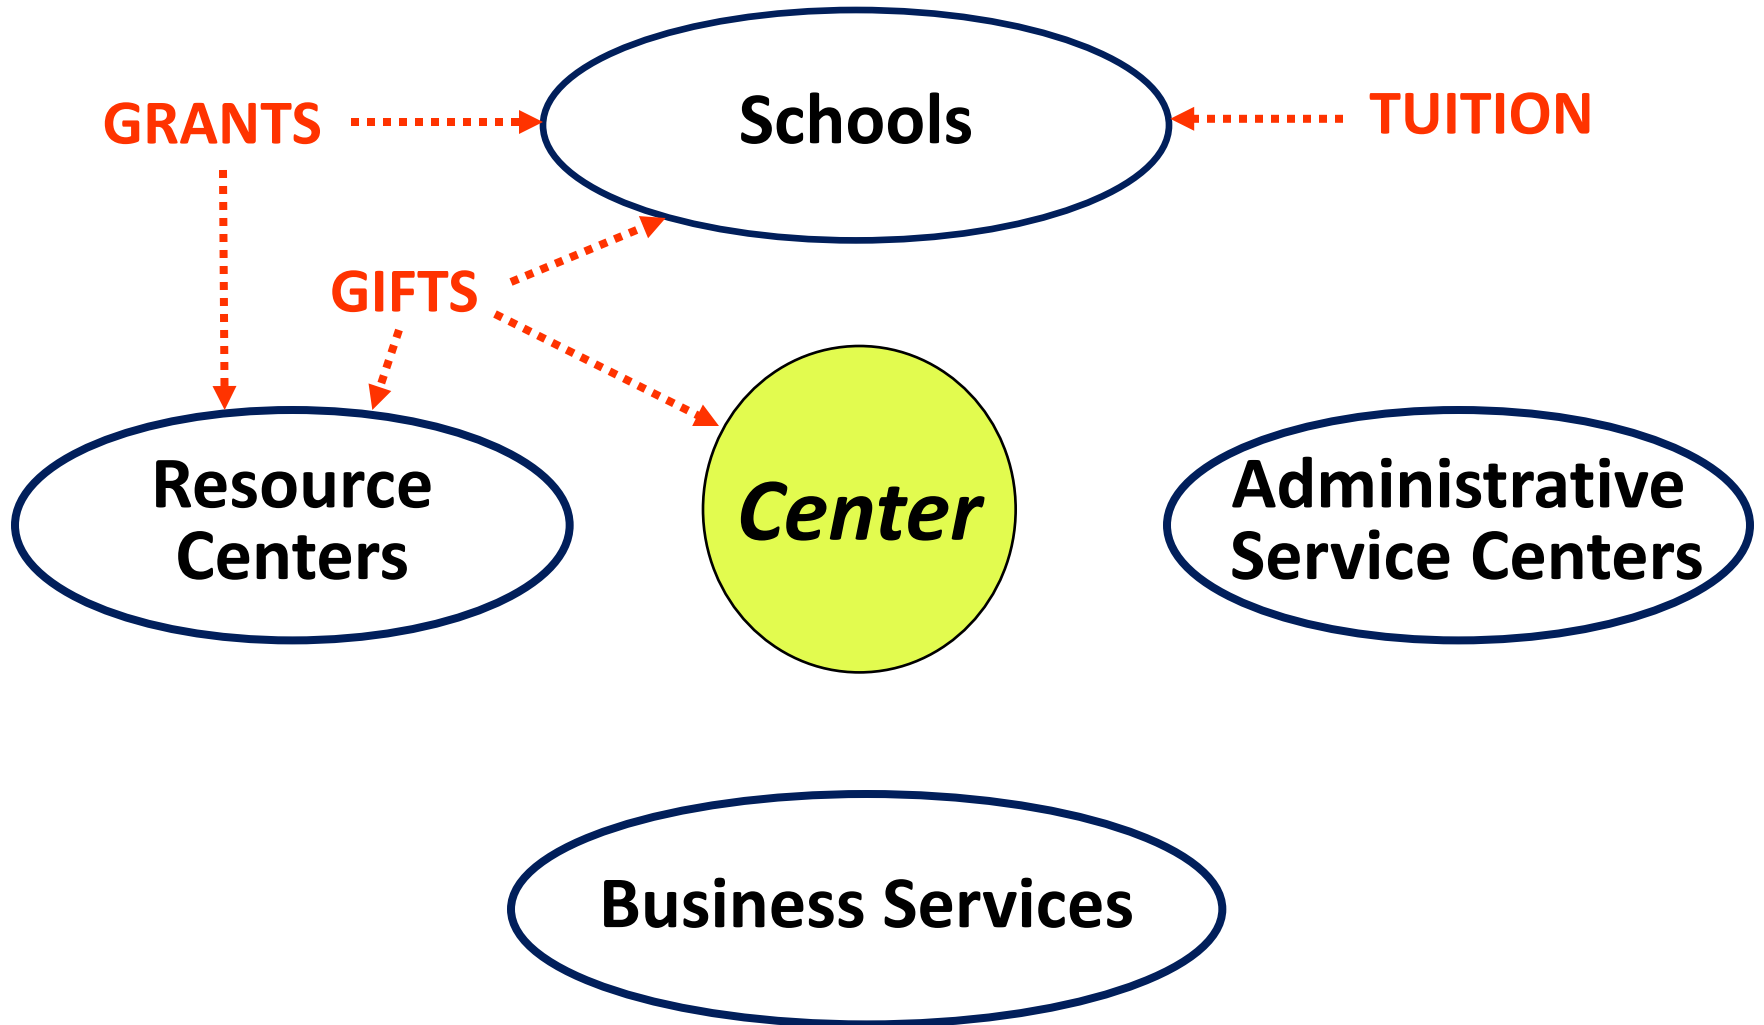 Schools
GRANTS
TUITION
GIFTS
Resource
Centers
Center
Administrative
Service Centers
Business Services